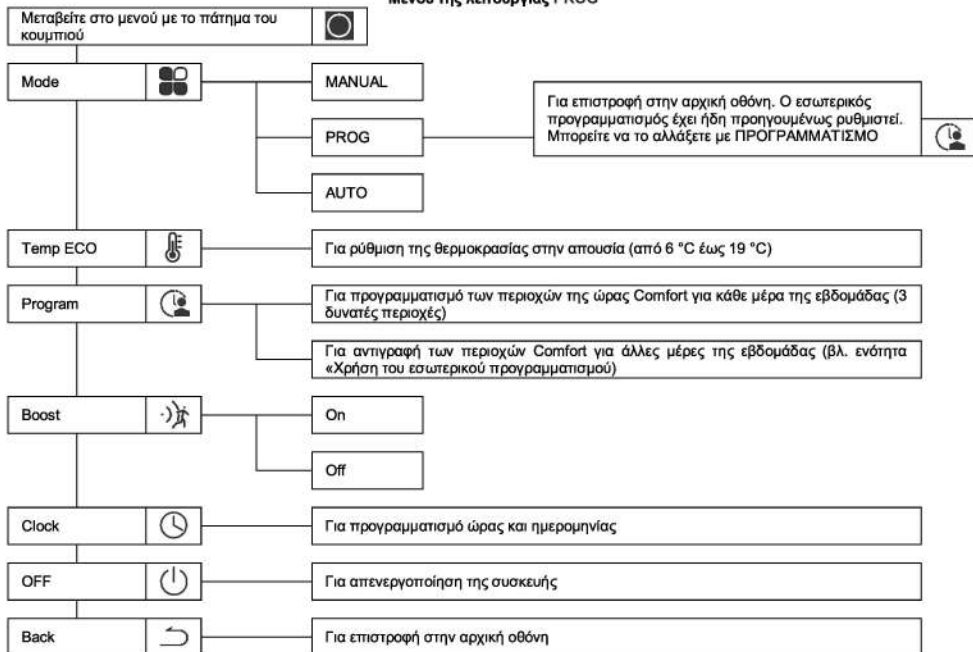 Μενού της λειτουργίας PROG
Μεταβείτε στο μενού με το πάτημα του
κουμπιού
Mode
MANUAL
PROG
Για επιστροφή στην αρχική οθόνη. Ο εσωτερικός
προγραμματισμός έχει ήδη προηγουμένως ρυθμιστεί.
Μπορείτε να το αλλάξετε με ΠΡΟΓΡΑΜΜΑΤΙΣΜΟ
AUTO
Temp ECO
Για ρύθμιση της θερμοκρασίας στην απουσία (από 6 °C έως 19 °C)
Program
Για προγραμματισμό των περιοχών της ώρας Comfort για κάθε μέρα της εβδομάδας (3
δυνατές περιοχές)
Για αντιγραφή των περιοχών Comfort για άλλες μέρες της εβδομάδας (βλ. ενότητα
«Χρήση του εσωτερικού προγραμματισμού)
Boost
On
Off
Clock
Για προγραμματισμό ώρας και ημερομηνίας
OFF
Για απενεργοποίηση της συσκευής
Back
Για επιστροφή στην αρχική οθόνη